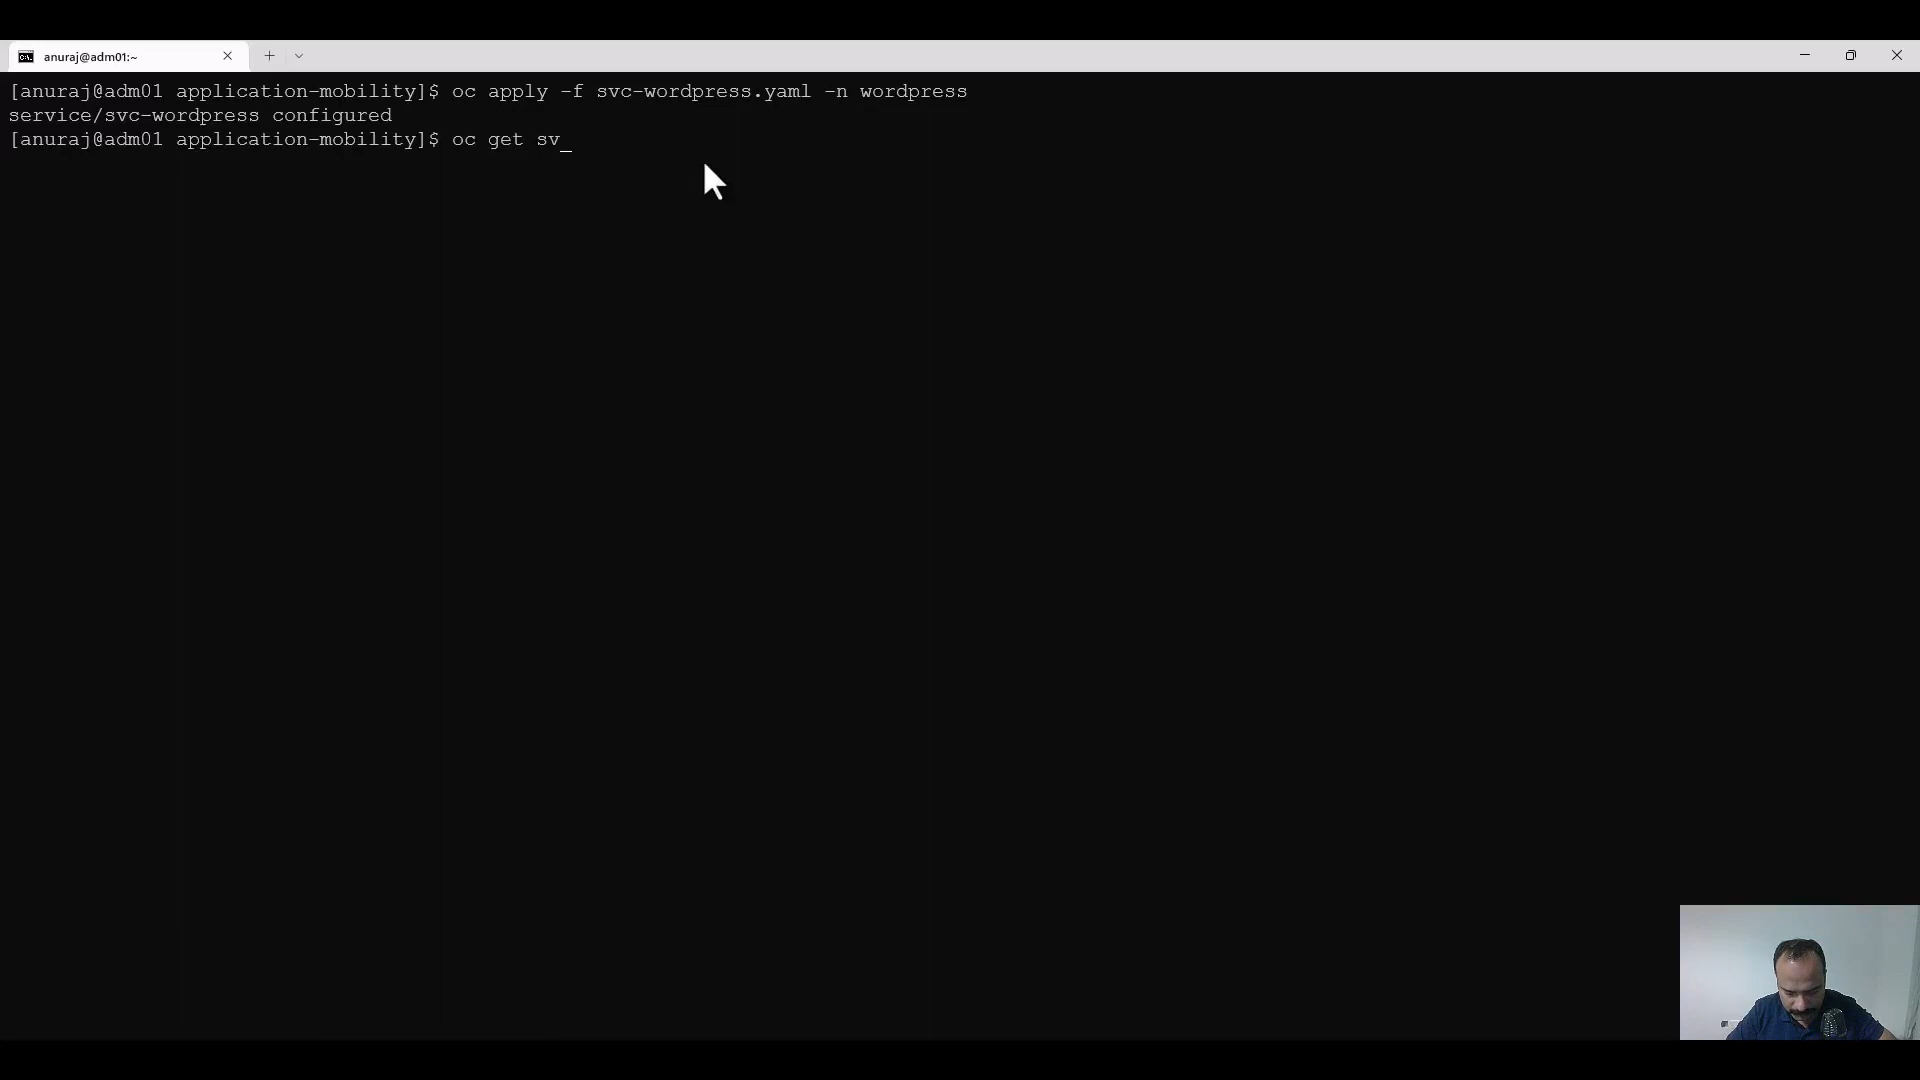 anuraj@adm01:~
[anuraj@adm01 application-mobility]$ oc apply -f svc-wordpress.yaml -n wordpress
service/svc-wordpress configured
[anuraj@adm01 application-mobility]$ oc get sv_